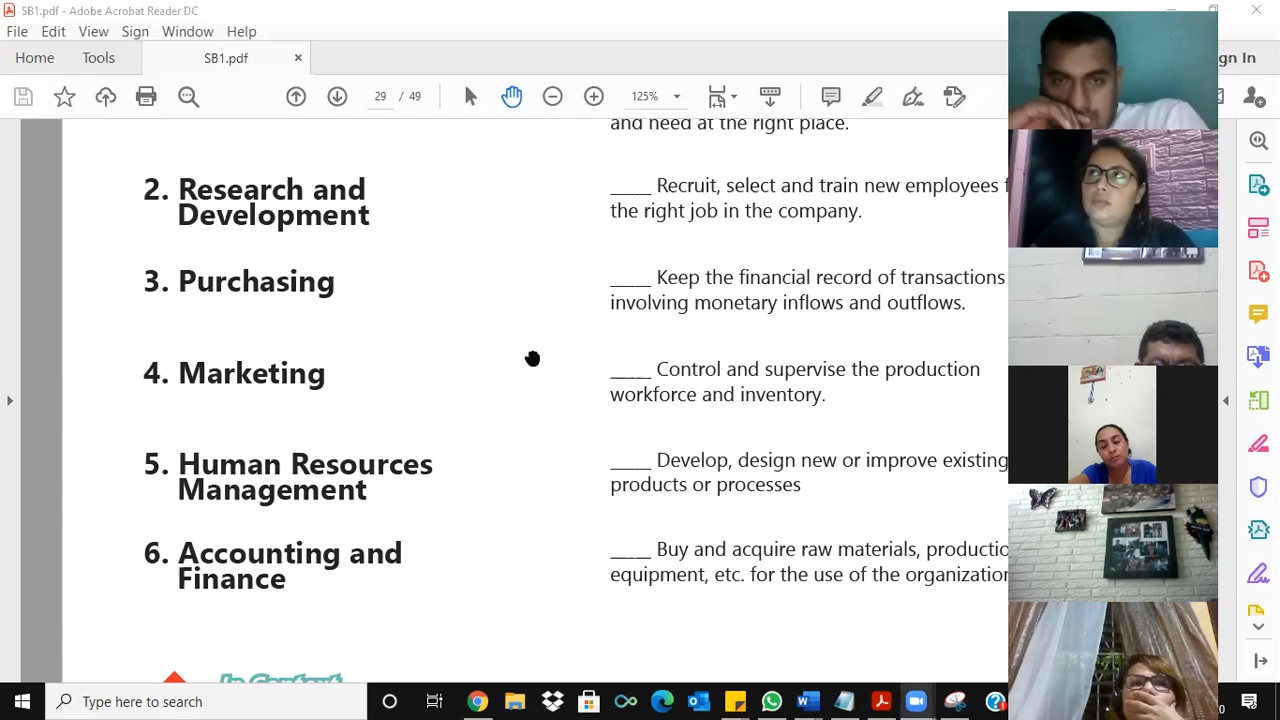 SB1.pdf - Adobe Acrobat Reader DC
File Edit View Sign Window Help
Home Tools SB1.pdf
29 / 49
125%
gn In
and need at the right place.
2. Research and
Development
____ Recruit, select and train new employees
the right job in the company.
3. Purchasing
____ Keep the financial record of transactions
involving monetary inflows and outflows.
4. Marketing
____ Control and supervise the production
workforce and inventory.
5. Human Resources
Management
____ Develop, design new or improve existing
products or processes
6. Accounting and
Finance
____ Buy and acquire raw materials, productio
equipment, etc. for the use of the organization
In Context
Type here to search